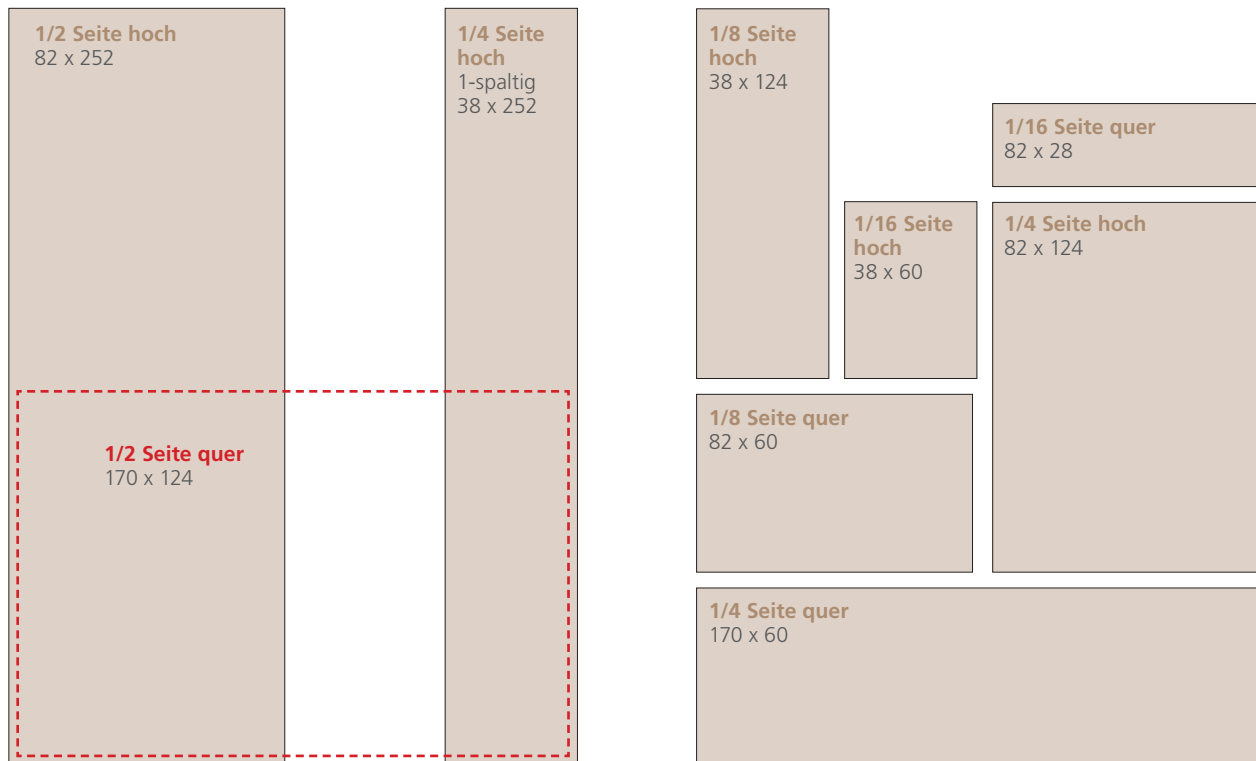 1/2 Seite hoch
82 x 252
1/4 Seite
hoch
1-spaltig
38 x 252
1/2 Seite quer
170 x 124
1/8 Seite
hoch
38 x 124
1/16 Seite quer
82 x 28
1/16 Seite
hoch
38 x 60
1/4 Seite hoch
82 x 124
1/8 Seite quer
82 x 60
1/4 Seite quer
170 x 60